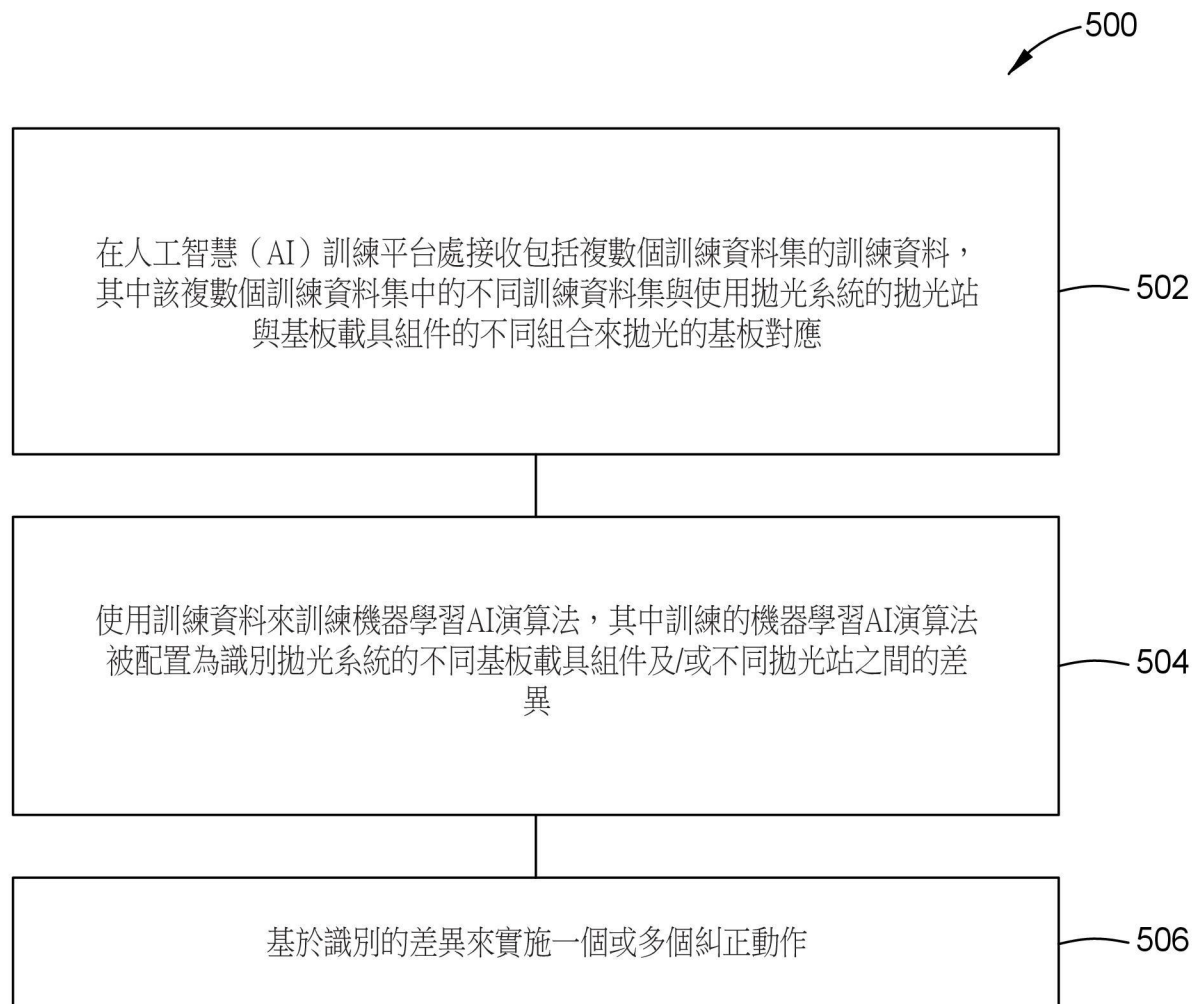 500
在人工智慧（AI）訓練平台處接收包括複數個訓練資料集的訓練資料，
其中該複數個訓練資料集中的不同訓練資料集與使用拋光系統的拋光站
與基板載具組件的不同組合來拋光的基板對應
502
使用訓練資料來訓練機器學習AI演算法，其中訓練的機器學習AI演算法
被配置為識別拋光系統的不同基板載具組件及/或不同拋光站之間的差
異
504
基於識別的差異來實施一個或多個糾正動作
506